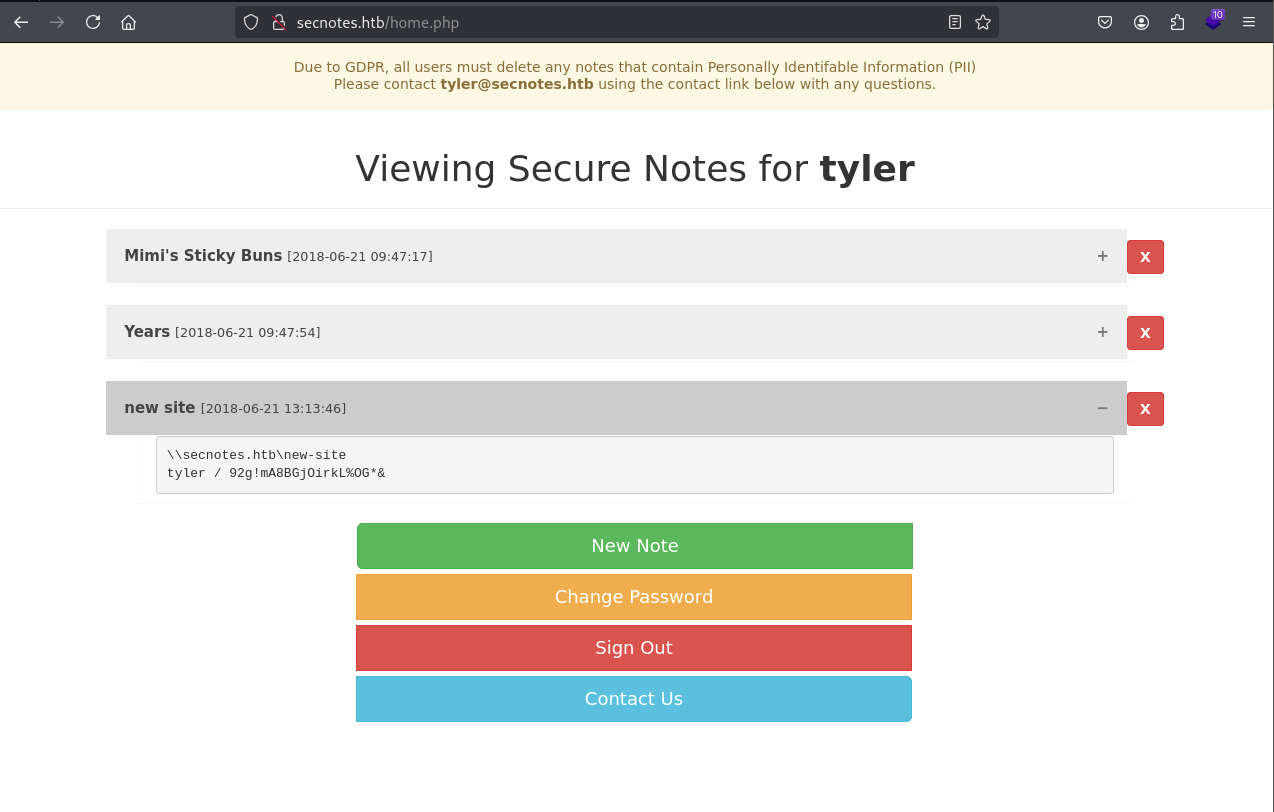 secnotes.htb/home.php
10
Due to GDPR, all users must delete any notes that contain Personally Identifable Information (PII)
Please contact tyler@secnotes.htb using the contact link below with any questions.
Viewing Secure Notes for tyler
Mimi's Sticky Buns [2018-06-21 09:47:17] + X
Years [2018-06-21 09:47:54] + X
new site [2018-06-21 13:13:46] − X
\\secnotes.htb\new-site
tyler / 92g!mA8BGjOirkL%OG*&
New Note
Change Password
Sign Out
Contact Us